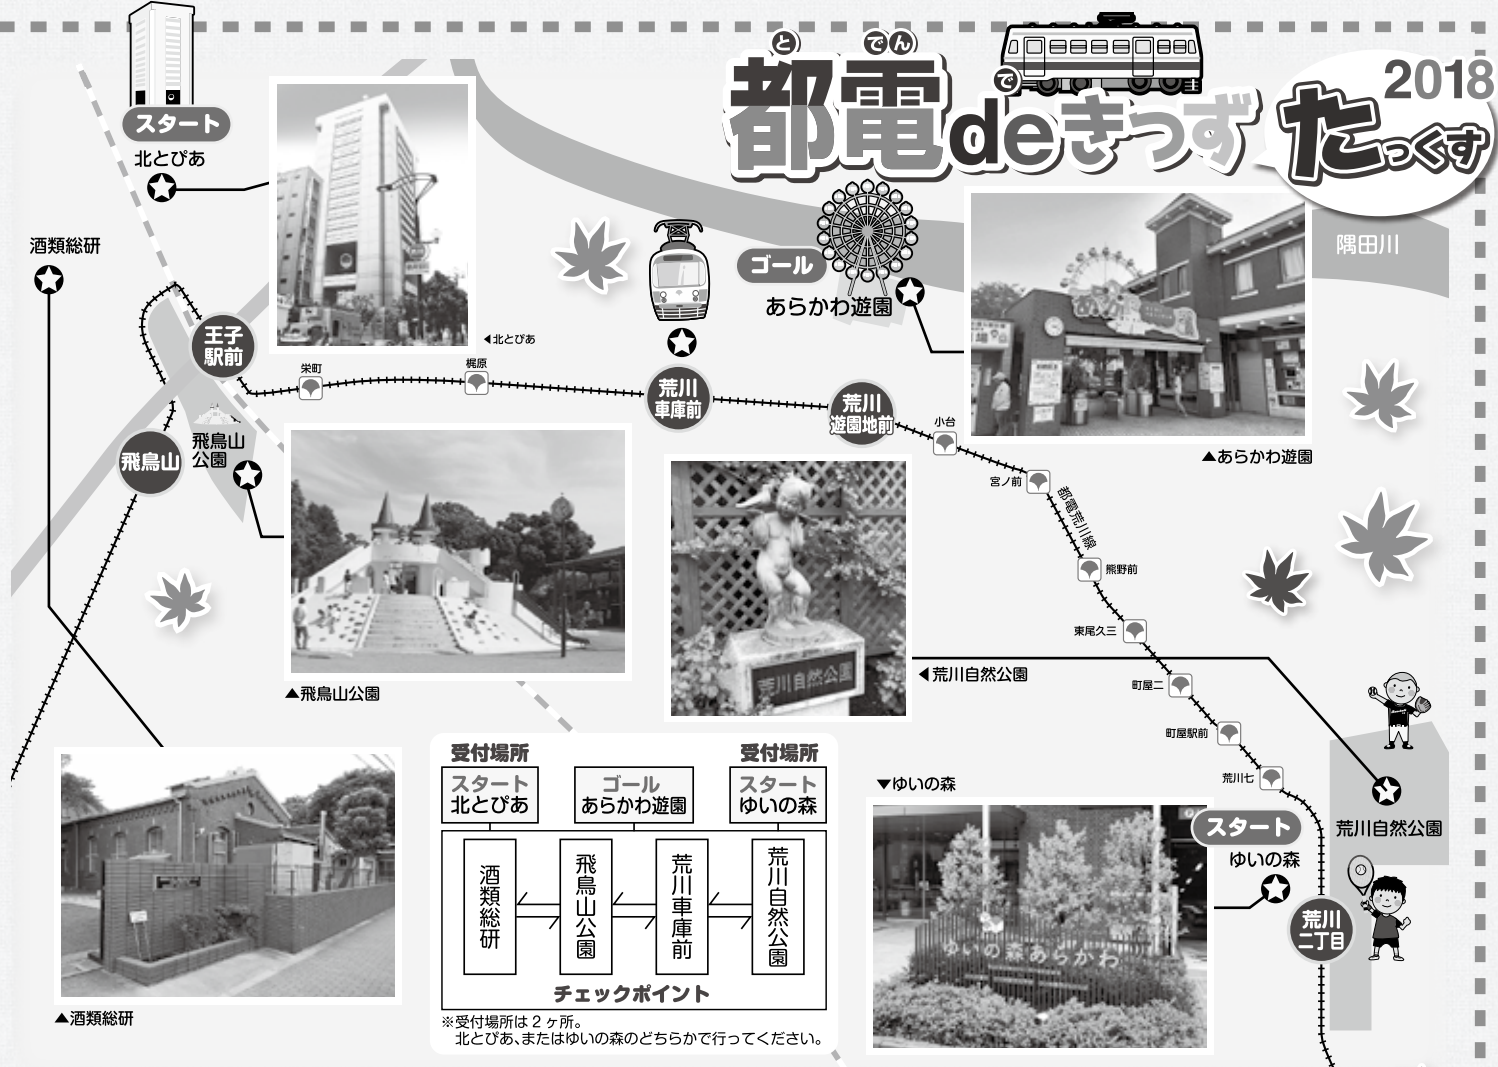 と
でん
で
都電deきっずたっくす
2018
スタート
北とぴあ
酒類総研
◀北とぴあ
王子
駅前
栄町
梶原
荒川
車庫前
ゴール
あらかわ遊園
隅田川
荒川
遊園地前
小台
宮ノ前
▲あらかわ遊園
都電荒川線
飛鳥山
飛鳥山
公園
▲飛鳥山公園
荒川自然公園
◀荒川自然公園
熊野前
東尾久三
町屋二
町屋駅前
荒川七
荒川自然公園
スタート
ゆいの森
荒川
二丁目
▼ゆいの森
ゆいの森あらかわ
▲酒類総研
受付場所
スタート
北とぴあ
ゴール
あらかわ遊園
受付場所
スタート
ゆいの森
酒類総研
飛鳥山公園
荒川車庫前
荒川自然公園
チェックポイント
※受付場所は2ヶ所。
北とぴあ、またはゆいの森のどちらかで行ってください。